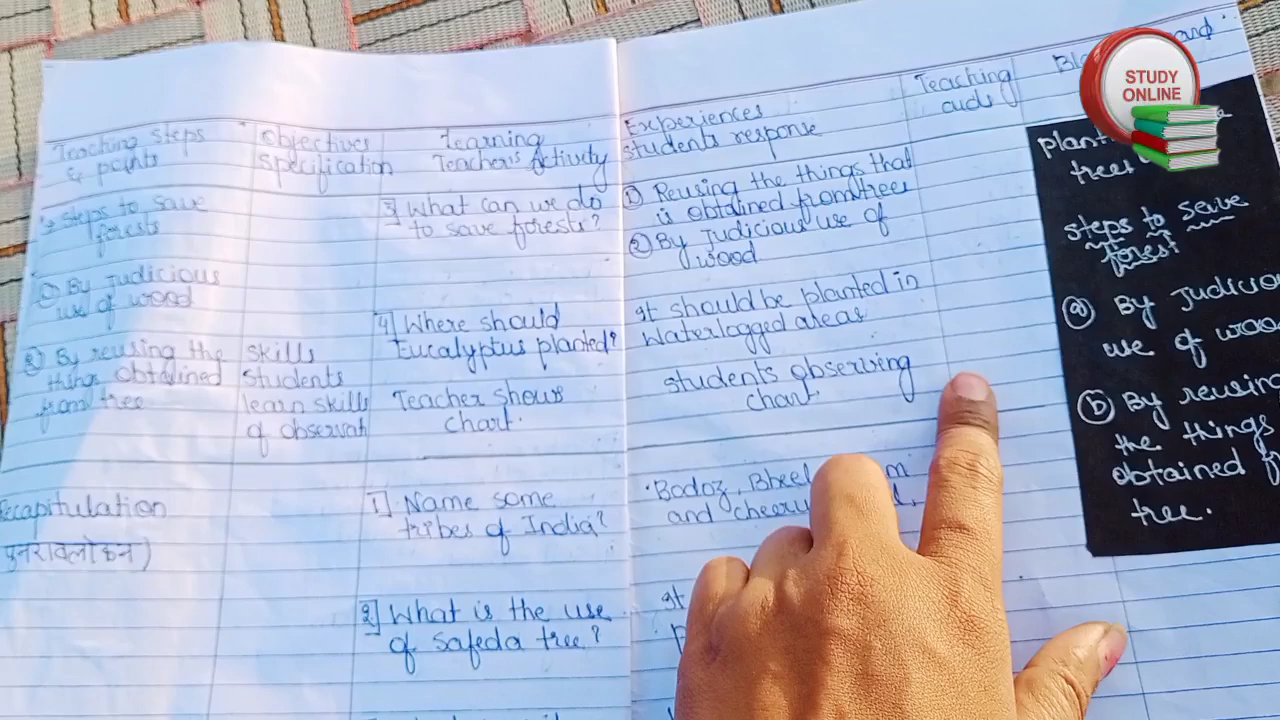 Teaching steps
& points
objectives
specification
Learning
Teacher's Activity
Experiences
students response
Teaching
aids
STUDY
ONLINE
* steps to save
forests
① By Judicious
use of wood
② By reusing the
things obtained
from tree
skills
students
learn skills
of observati
3] What can we do
to save forests?
4] Where should
Eucalyptus planted?
Teacher shows
chart.
① Reusing the things that
is obtained from trees
② By Judicious use of
wood
It should be planted in
Waterlogged areas
students observing
chart.
trees
steps to save
forest
ⓐ By Judicio
use of woo
ⓑ By reusing
the things
obtained f
tree.
Recapitulation
पुनरावलोकन)
1] Name some
tribes of India?
Bodoz, Bheel
and
2] What is the use
of Safeda tree?
It